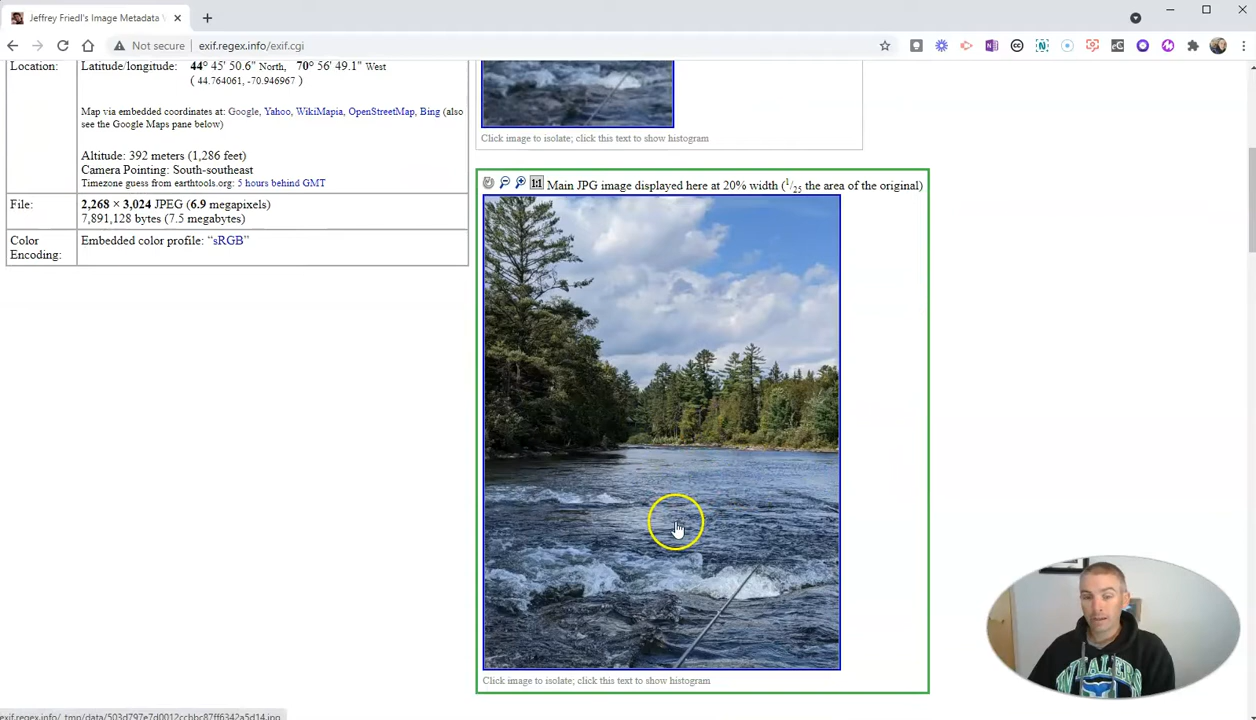 Jeffrey Friedl's Image Metadata V
Not secure
exif.regex.info/exif.cgi
Location:
Latitude/longitude: 44° 45' 50.6" North, 70° 56' 49.1" West
( 44.764061, -70.946967 )
Map via embedded coordinates at: Google, Yahoo, WikiMapia, OpenStreetMap, Bing (also
see the Google Maps pane below)
Altitude: 392 meters (1,286 feet)
Camera Pointing: South-southeast
Timezone guess from earthtools.org: 5 hours behind GMT
File:
2,268 × 3,024 JPEG (6.9 megapixels)
7,891,128 bytes (7.5 megabytes)
Color
Encoding:
Embedded color profile: “sRGB”
Click image to isolate; click this text to show histogram
1:1 Main JPG image displayed here at 20% width (1/25 the area of the original)
Click image to isolate; click this text to show histogram
WHALERS